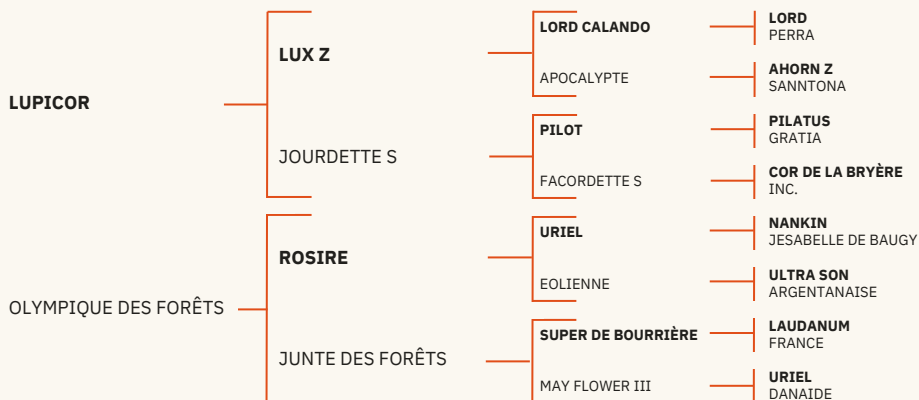 LUPICOR
OLYMPIQUE DES FORÊTS
LUX Z
JOURDETTE S
ROSIRE
JUNTE DES FORÊTS
LORD CALANDO
APOCALYPTE
PILOT
FACORDETTE S
URIEL
EOLIENNE
SUPER DE BOURRIÈRE
MAY FLOWER III
LORD
PERRA
AHORN Z
SANNTONA
PILATUS
GRATIA
COR DE LA BRYÈRE
INC.
NANKIN
JESABELLE DE BAUGY
ULTRA SON
ARGENTANAISE
LAUDANUM
FRANCE
URIEL
DANAIDE